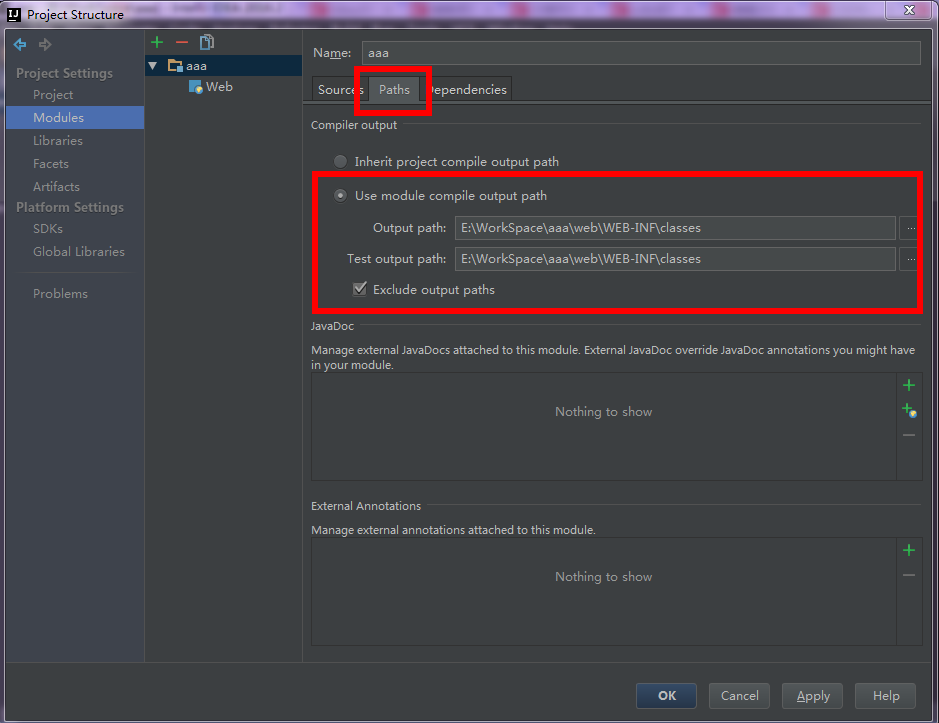 Project Structure
Project Settings
Project
Modules
Libraries
Facets
Artifacts
Platform Settings
SDKs
Global Libraries
Problems
aaa
Web
Name: aaa
Sources Paths Dependencies
Compiler output
Inherit project compile output path
Use module compile output path
Output path: E:\WorkSpace\aaa\web\WEB-INF\classes ...
Test output path: E:\WorkSpace\aaa\web\WEB-INF\classes ...
Exclude output paths
JavaDoc
Manage external JavaDocs attached to this module. External JavaDoc override JavaDoc annotations you might have
in your module.
Nothing to show
External Annotations
Manage external annotations attached to this module.
Nothing to show
OK Cancel Apply Help